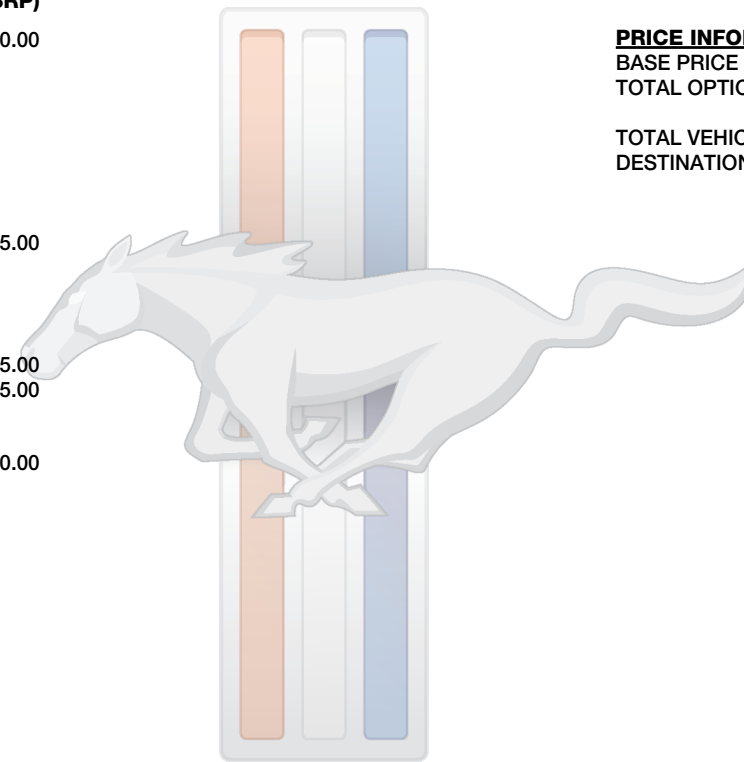 RP)
0.00
5.00
5.00
5.00
0.00
PRICE INFO
BASE PRICE
TOTAL OPTIO
TOTAL VEHIC
DESTINATION